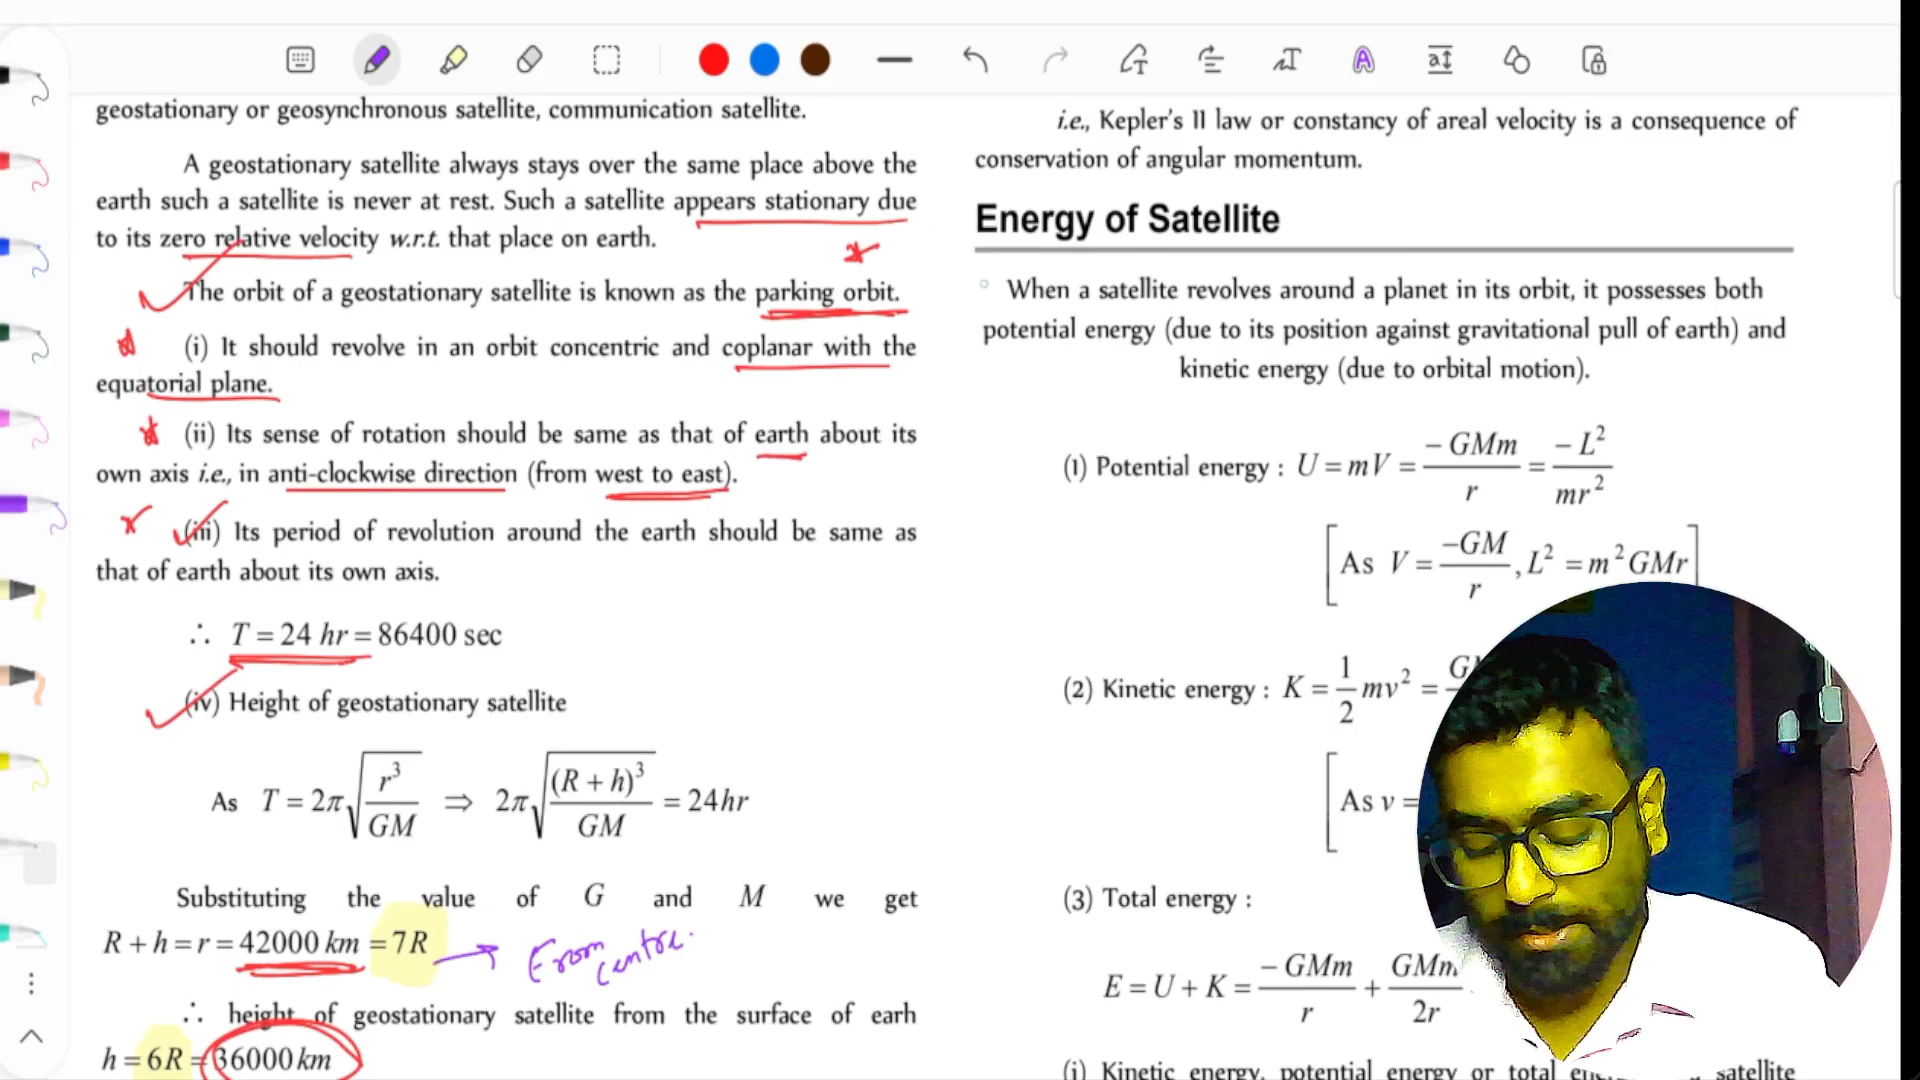 geostationary or geosynchronous satellite, communication satellite.
A geostationary satellite always stays over the same place above the
earth such a satellite is never at rest. Such a satellite appears stationary due
to its zero relative velocity w.r.t. that place on earth.
The orbit of a geostationary satellite is known as the parking orbit.
(i) It should revolve in an orbit concentric and coplanar with the
equatorial plane.
(ii) Its sense of rotation should be same as that of earth about its
own axis i.e., in anti-clockwise direction (from west to east).
(iii) Its period of revolution around the earth should be same as
that of earth about its own axis.
∴ T = 24 hr = 86400 sec
(iv) Height of geostationary satellite
As T = 2π√(r³/GM) ⇒ 2π√((R + h)³/GM) = 24hr
Substituting the value of G and M we get
R + h = r = 42000 km = 7R → From centre.
∴ height of geostationary satellite from the surface of earh
h = 6R = 36000 km
i.e., Kepler's II law or constancy of areal velocity is a consequence of
conservation of angular momentum.
Energy of Satellite
When a satellite revolves around a planet in its orbit, it possesses both
potential energy (due to its position against gravitational pull of earth) and
kinetic energy (due to orbital motion).
(1) Potential energy : U = mV = −GMm/r = −L²/mr²
[As V = −GM/r, L² = m²GMr]
(2) Kinetic energy : K = 1/2 mv² =
[As v =
(3) Total energy :
E = U + K = −GMm/r + GMm/2r
(i) Kinetic energy, potential energy or total satellite